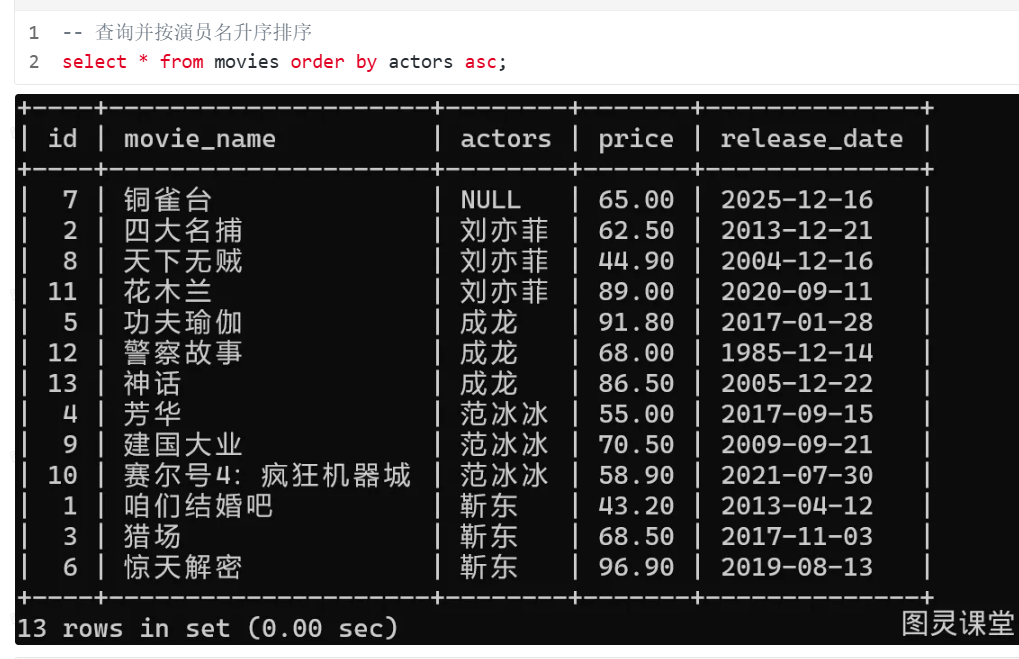 1 -- 查询并按演员名升序排序
2 select * from movies order by actors asc;
+----+---------------------+--------+-------+--------------+
| id | movie_name | actors | price | release_date |
+----+---------------------+--------+-------+--------------+
| 7 | 铜雀台 | NULL | 65.00 | 2025-12-16 |
| 2 | 四大名捕 | 刘亦菲 | 62.50 | 2013-12-21 |
| 8 | 天下无贼 | 刘亦菲 | 44.90 | 2004-12-16 |
| 11 | 花木兰 | 刘亦菲 | 89.00 | 2020-09-11 |
| 5 | 功夫瑜伽 | 成龙 | 91.80 | 2017-01-28 |
| 12 | 警察故事 | 成龙 | 68.00 | 1985-12-14 |
| 13 | 神话 | 成龙 | 86.50 | 2005-12-22 |
| 4 | 芳华 | 范冰冰 | 55.00 | 2017-09-15 |
| 9 | 建国大业 | 范冰冰 | 70.50 | 2009-09-21 |
| 10 | 赛尔号4: 疯狂机器城 | 范冰冰 | 58.90 | 2021-07-30 |
| 1 | 咱们结婚吧 | 靳东 | 43.20 | 2013-04-12 |
| 3 | 猎场 | 靳东 | 68.50 | 2017-11-03 |
| 6 | 惊天解密 | 靳东 | 96.90 | 2019-08-13 |
+----+---------------------+--------+-------+--------------+
13 rows in set (0.00 sec)
图灵课堂